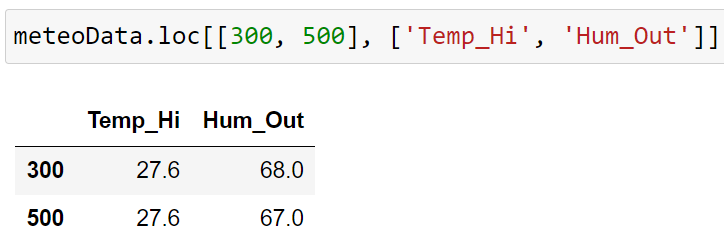 meteoData.loc[[300, 500], ['Temp_Hi', 'Hum_Out']]
Temp_Hi Hum_Out
300 27.6 68.0
500 27.6 67.0